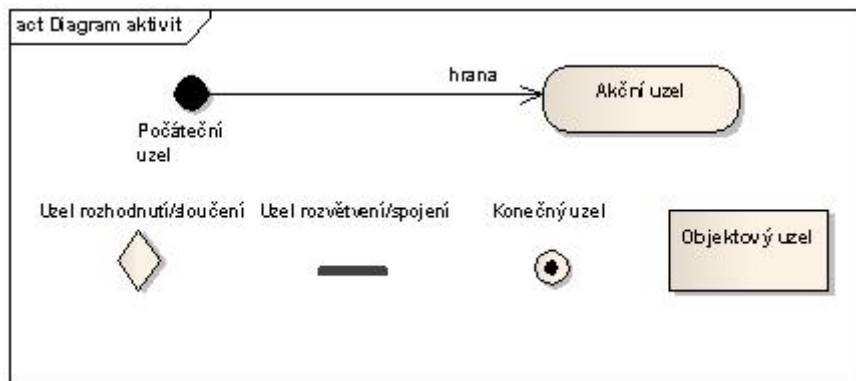 act Diagram aktivit
hrana
Akční uzel
Počáteční
uzel
Uzel rozhodnutí/sloučení
Uzel rozvětvení/spojení
Konečný uzel
Objektový uzel